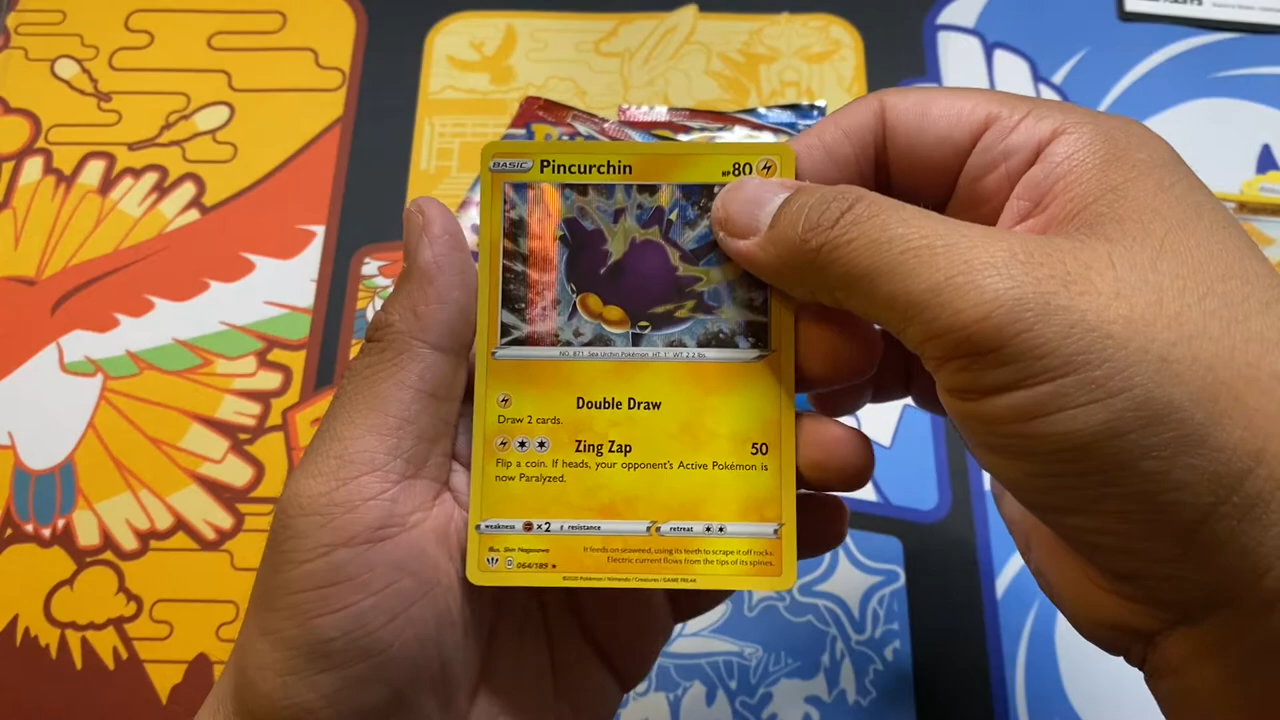 BASIC Pincurchin HP 80
NO. 871 Sea Urchin Pokémon HT: 1' WT: 2.2 lbs
Double Draw
Draw 2 cards.
Zing Zap 50
Flip a coin. If heads, your opponent's Active Pokémon is
now Paralyzed.
weakness ×2 resistance retreat
Illus. Shin Nagasawa
It feeds on seaweed, using its teeth to scrape it off rocks.
Electric current flows from the tips of its spines.
D 064/189 ★
©2020 Pokémon / Nintendo / Creatures / GAME FREAK